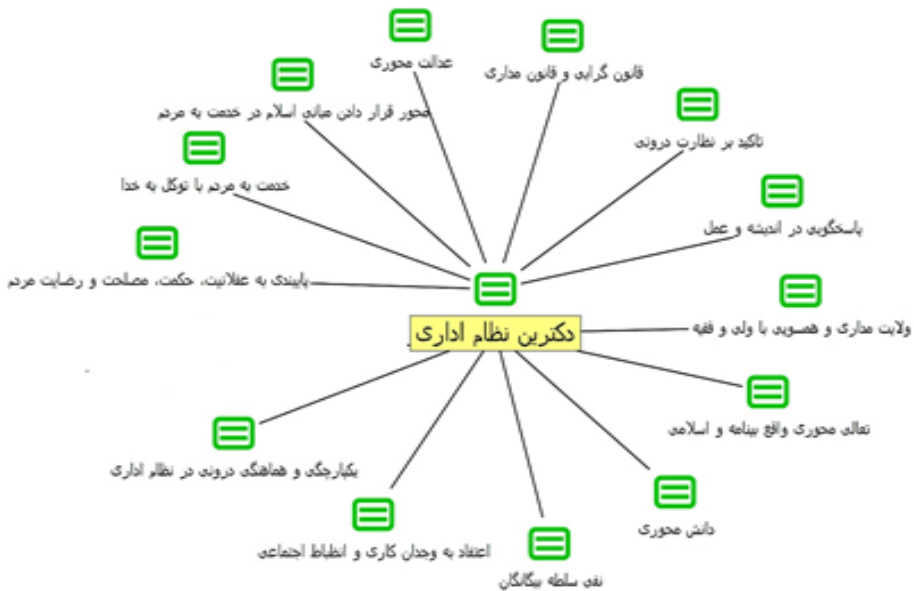 عدالت محوری
قانون گرایی و قانون مداری
محور قرار دادن مبانی اسلام در خدمت به مردم
تاکید بر نظارت درونی
خدمت به مردم با توکل به خدا
پاسخگویی در اندیشه و عمل
پایبندی به عقلانیت، حکمت، مصلحت و رضایت مردم
ولایت مداری و همسویی با ولی و فقیه
دکترین نظام اداری
تعالی محوری واقع بینامه و اسلامی
یکپارچگی و هماهنگی درونی در نظام اداری
دانش محوری
اعتقاد به وجدان کاری و انظباط اجتماعی
نفی سلطه بیگانگان